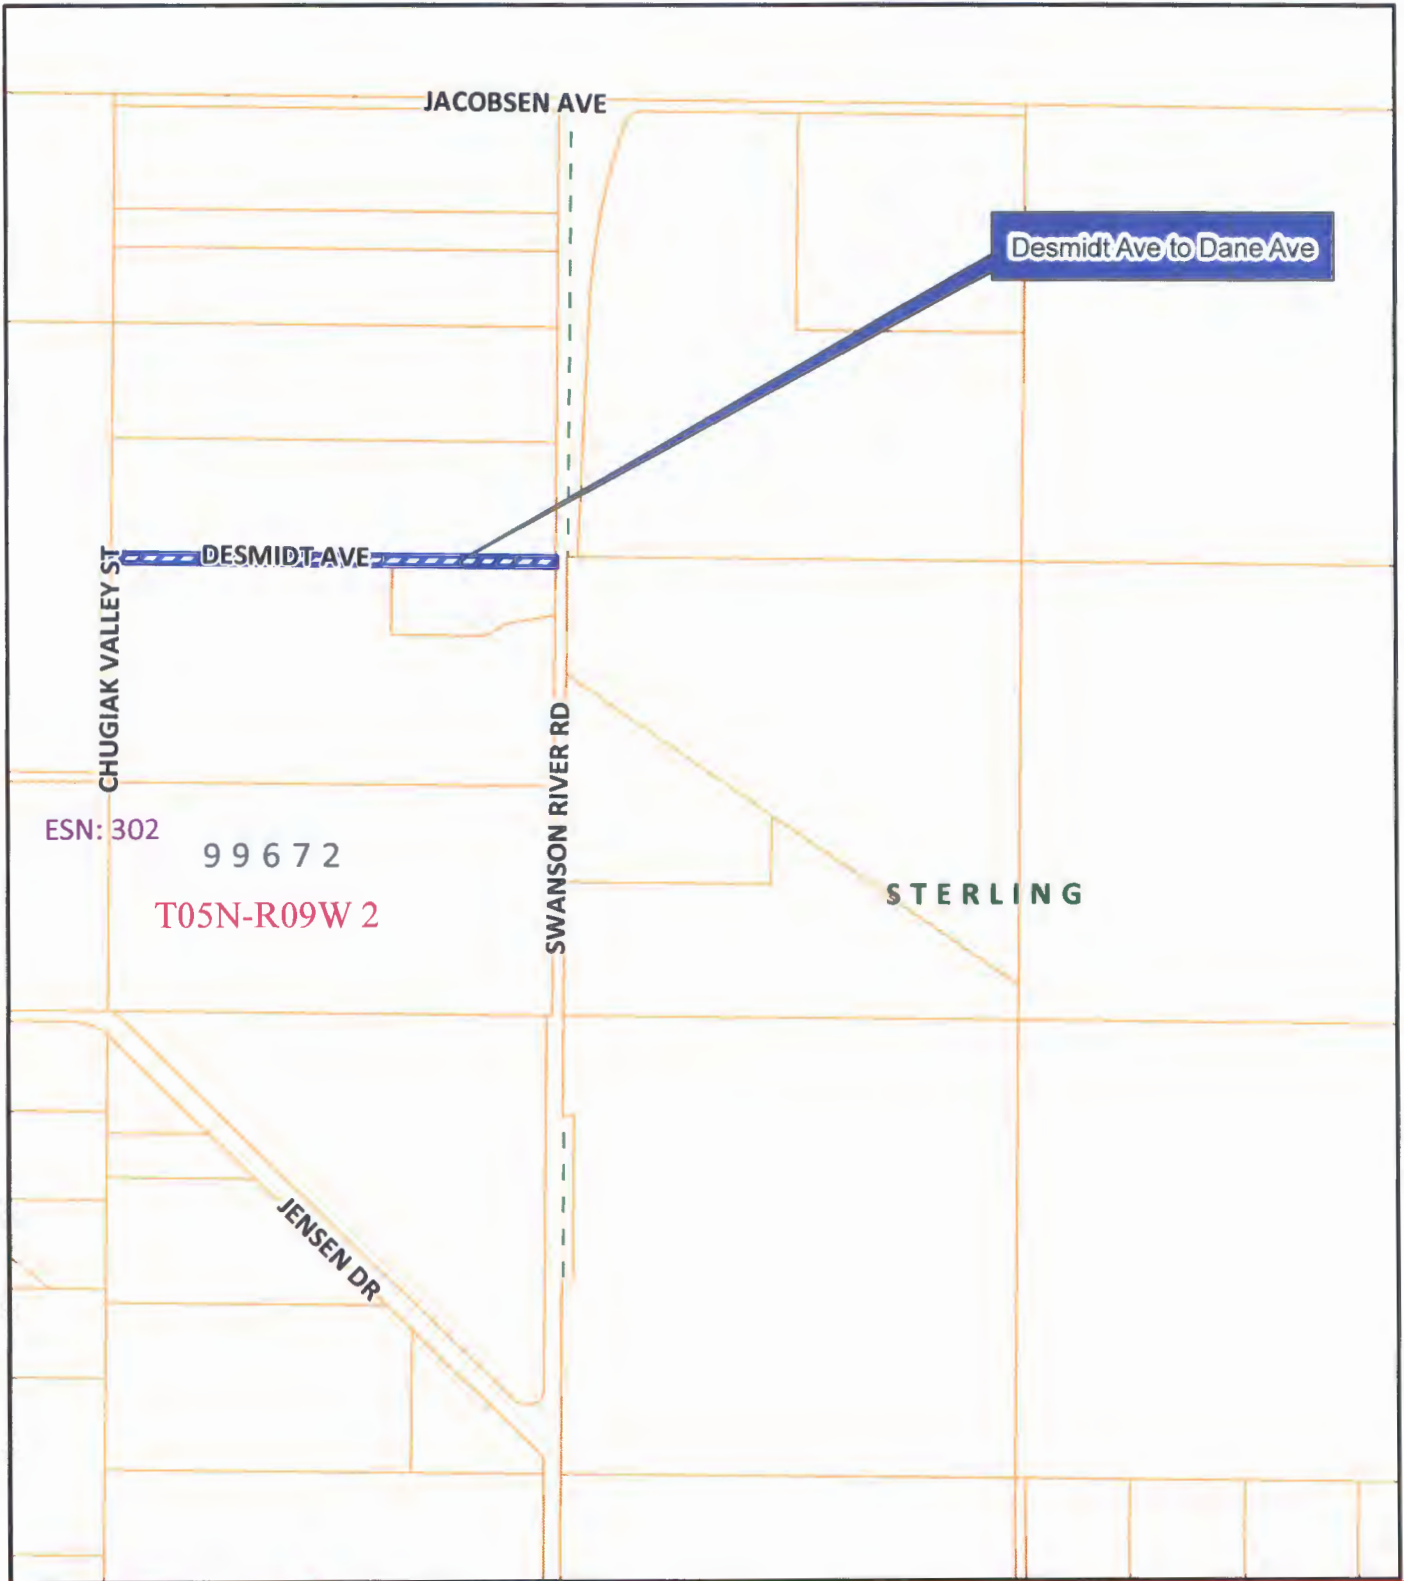 JACOBSEN AVE
Desmidt Ave to Dane Ave
DESMIDT AVE
CHUGIAK VALLEY ST
SWANSON RIVER RD
ESN: 302
99672
T05N-R09W 2
STERLING
JENSEN DR